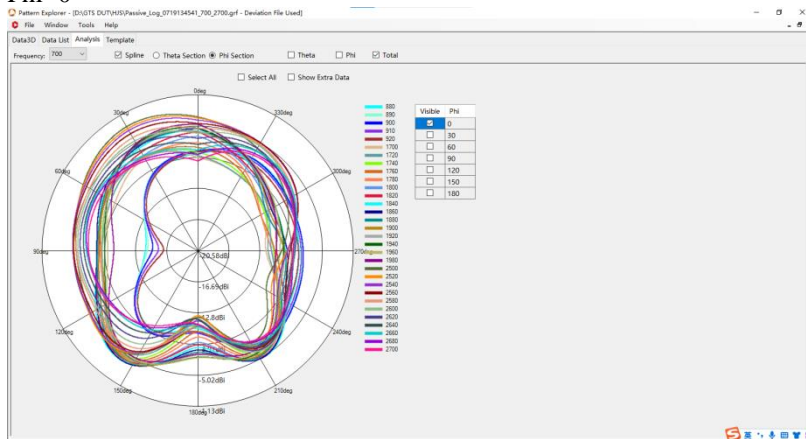 Pattern Explorer - [D:\GTS DUT\HJS\Passive_Log_0719134541_700_2700.grf - Deviation File Used]
File Window Tools Help
Data3D Data List Analysis Template
Frequency: 700 Spline Theta Section Phi Section Theta Phi Total
Select All Show Extra Data
0deg
30deg
330deg
60deg
300deg
90deg
270deg
120deg
240deg
150deg
210deg
180deg
-20.58dBi
-16.69dBi
-12.8dBi
-5.02dBi
-1.13dBi
880
890
900
910
920
1700
1720
1740
1760
1780
1800
1820
1840
1860
1880
1900
1920
1940
1960
1980
2500
2520
2540
2560
2580
2600
2620
2640
2660
2680
2700
Visible Phi
0
30
60
90
120
150
180
英